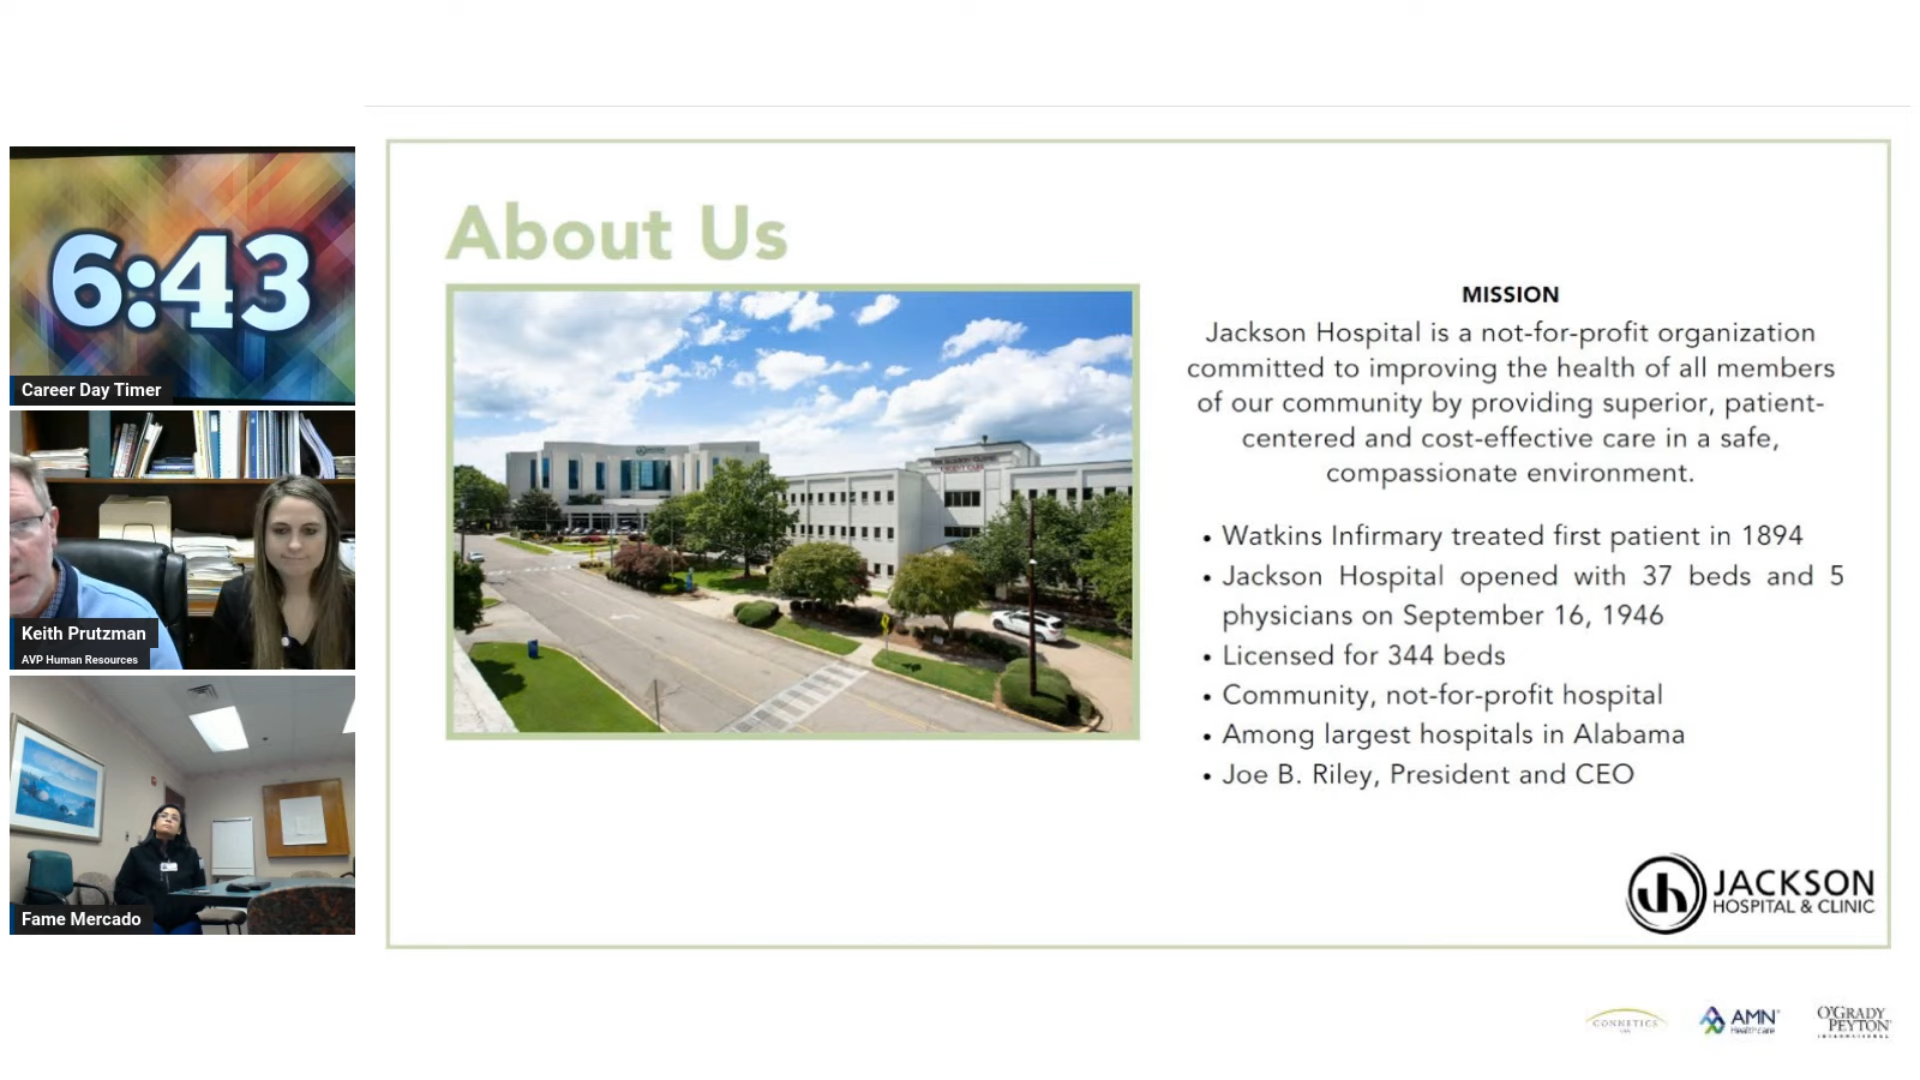 6:43
Career Day Timer
Keith Prutzman
AVP Human Resources
Fame Mercado
About Us
MISSION
Jackson Hospital is a not-for-profit organization
committed to improving the health of all members
of our community by providing superior, patient-
centered and cost-effective care in a safe,
compassionate environment.
• Watkins Infirmary treated first patient in 1894
• Jackson Hospital opened with 37 beds and 5
physicians on September 16, 1946
• Licensed for 344 beds
• Community, not-for-profit hospital
• Among largest hospitals in Alabama
• Joe B. Riley, President and CEO
JACKSON
HOSPITAL & CLINIC
CONNETICS
AMN
Healthcare
O'GRADY
PEYTON
INTERNATIONAL